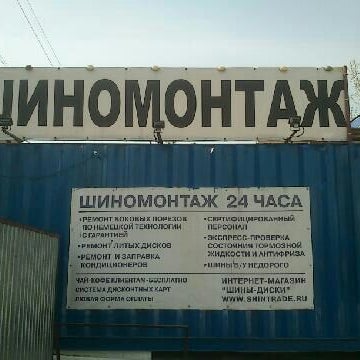 ШИНОМОНТАЖ
ШИНОМОНТАЖ 24 ЧАСА
• РЕМОНТ БОКОВЫХ ПОРЕЗОВ
ПО НЕМЕЦКОЙ ТЕХНОЛОГИИ
С ГАРАНТИЕЙ
• РЕМОНТ ЛИТЫХ ДИСКОВ
• РЕМОНТ И ЗАПРАВКА
КОНДИЦИОНЕРОВ
• СЕРТИФИЦИРОВАННЫЙ
ПЕРСОНАЛ
• ЭКСПРЕСС-ПРОВЕРКА
СОСТОЯНИЯ ТОРМОЗНОЙ
ЖИДКОСТИ И АНТИФРИЗА
• ШИНЫ Б/У НЕДОРОГО
ЧАЙ-КОФЕ КЛИЕНТАМ-БЕСПЛАТНО
СИСТЕМА ДИСКОНТНЫХ КАРТ
ЛЮБАЯ ФОРМА ОПЛАТЫ
ИНТЕРНЕТ-МАГАЗИН
"ШИНЫ-ДИСКИ"
WWW.SHINTRADE.RU